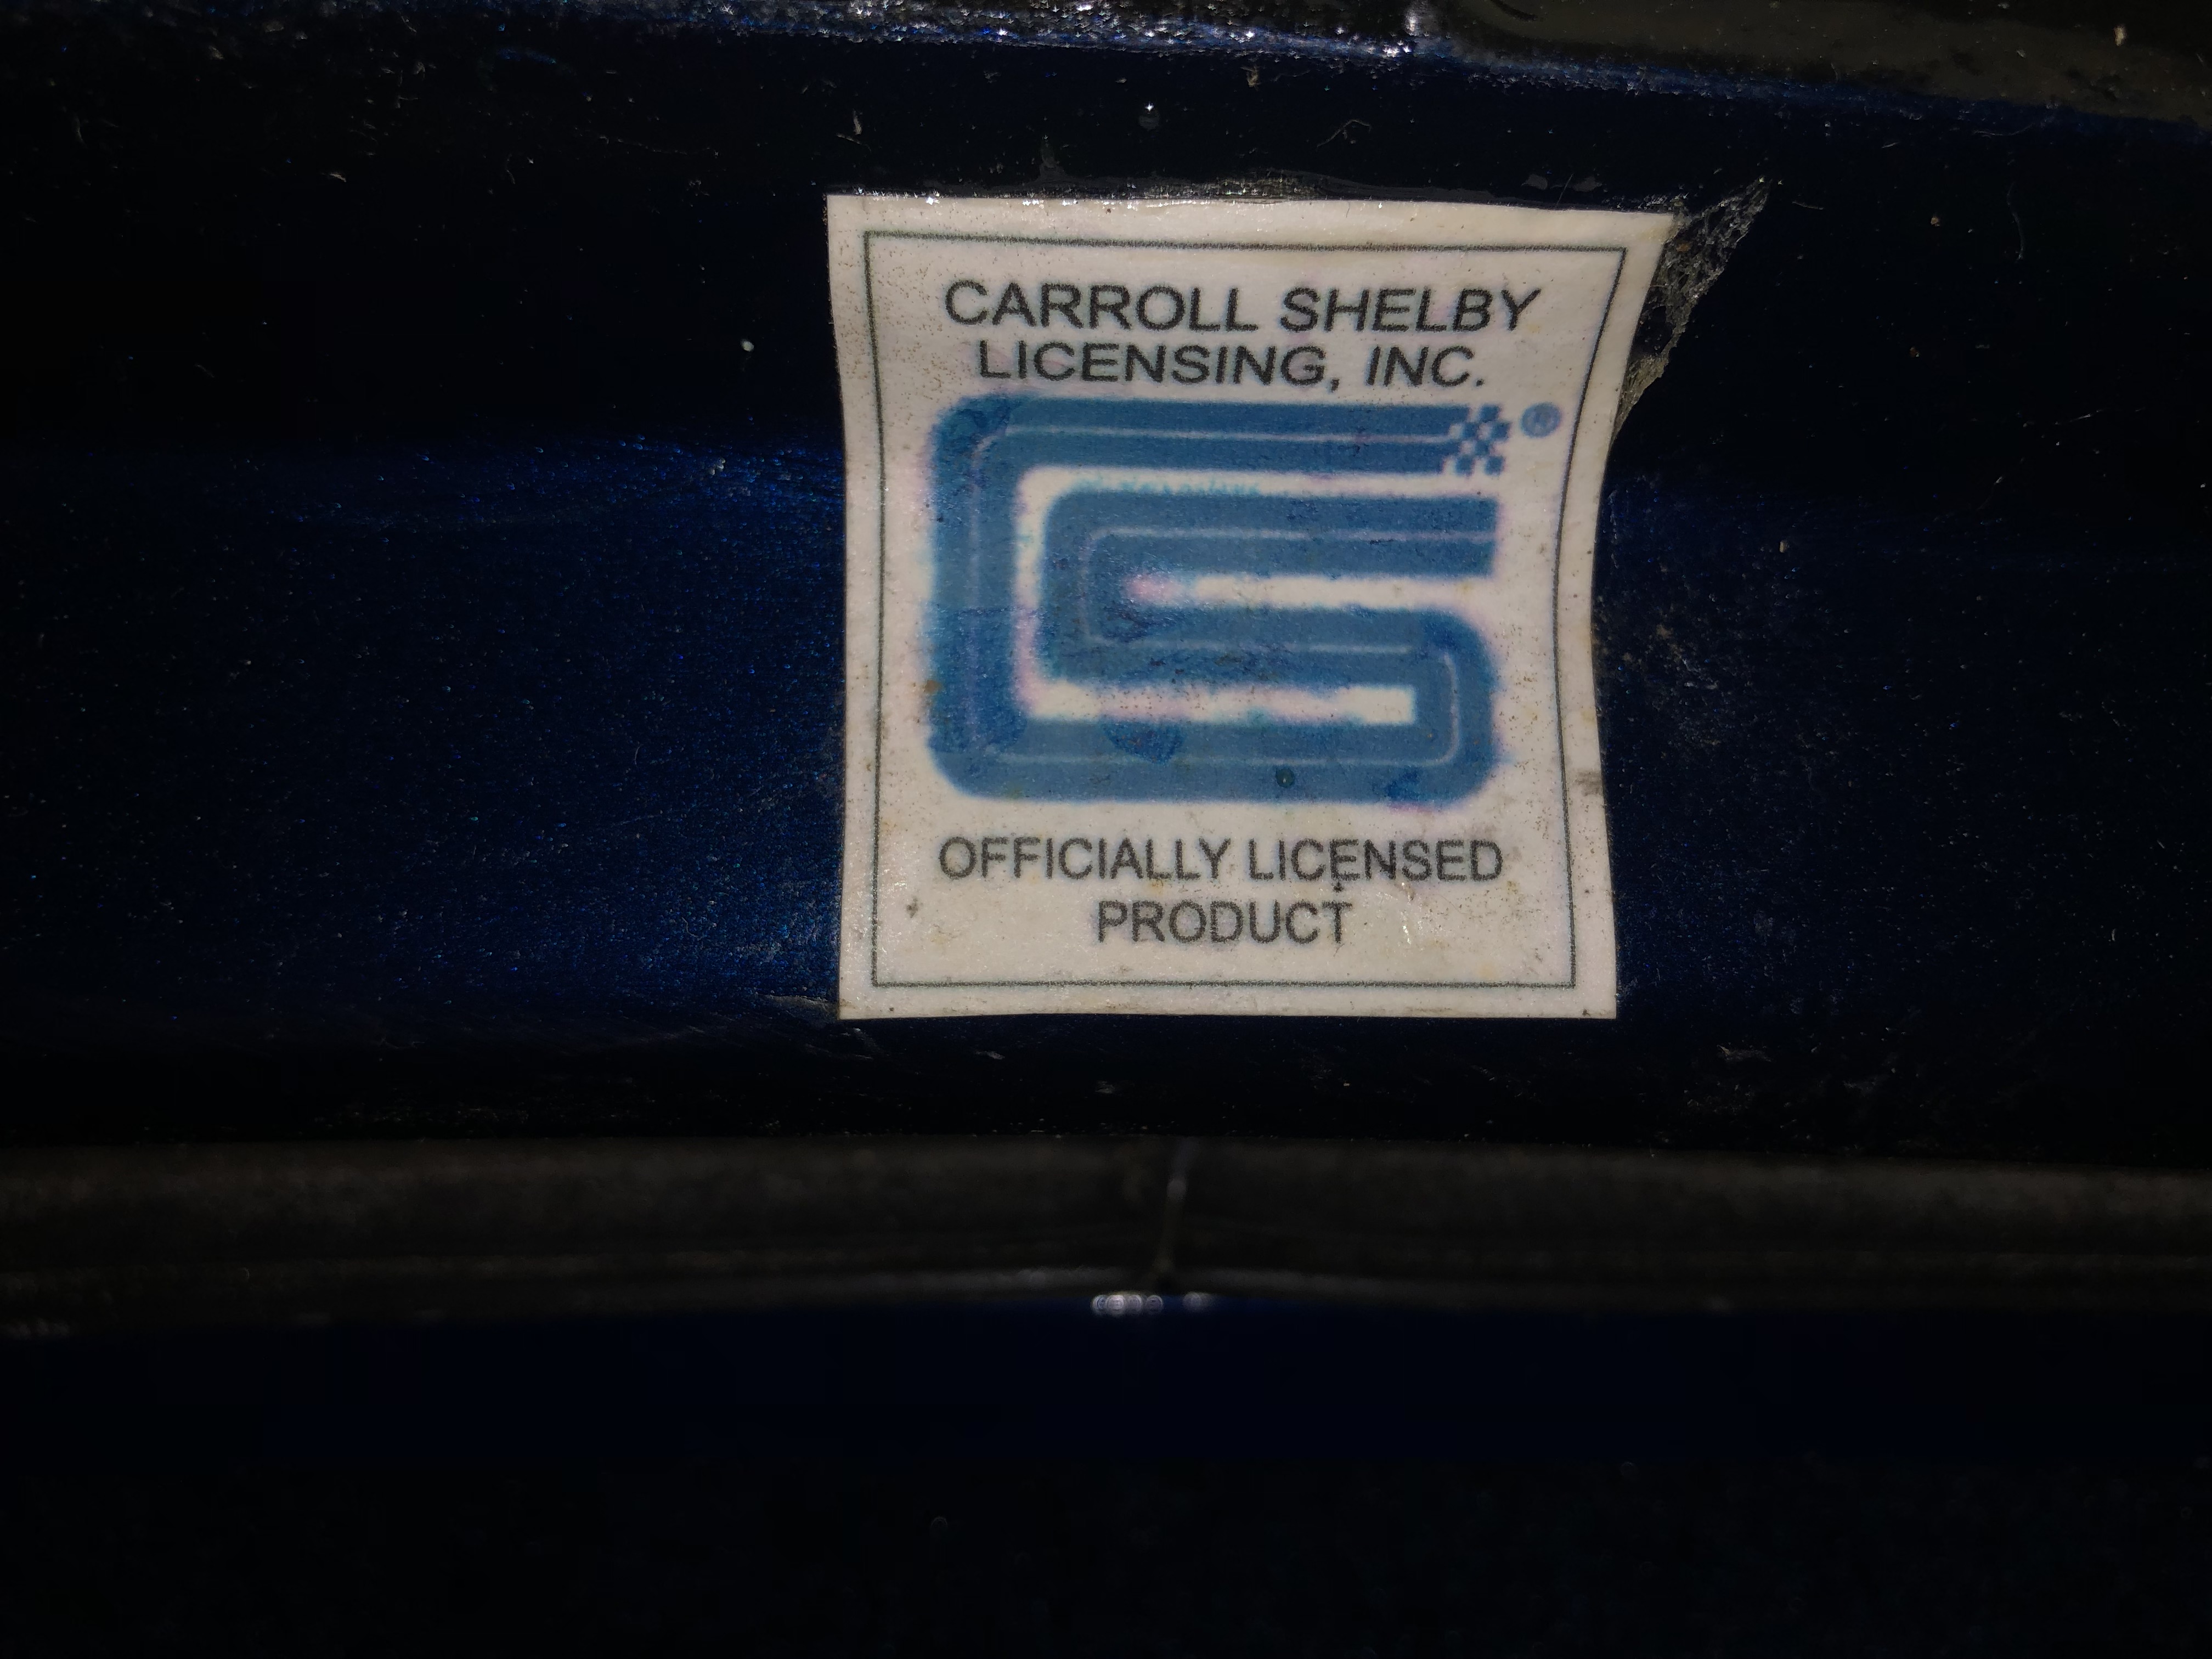 CARROLL SHELBY
LICENSING, INC.
®
OFFICIALLY LICENSED
PRODUCT